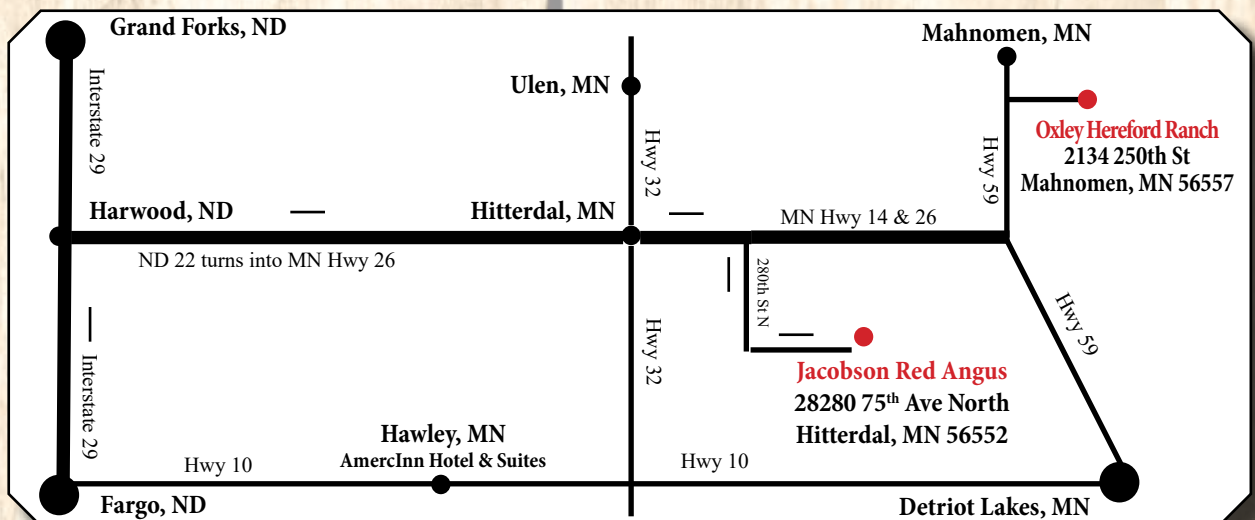 Grand Forks, ND
Mahnomen, MN
Ulen, MN
Interstate 29
Oxley Hereford Ranch
2134 250th St
Mahnomen, MN 56557
Hwy 32
Hwy 59
Harwood, ND
Hitterdal, MN
MN Hwy 14 & 26
ND 22 turns into MN Hwy 26
280th St N
Hwy 59
Hwy 32
Interstate 29
Jacobson Red Angus
28280 75th Ave North
Hitterdal, MN 56552
Hawley, MN
AmercInn Hotel & Suites
Hwy 10
Hwy 10
Fargo, ND
Detriot Lakes, MN